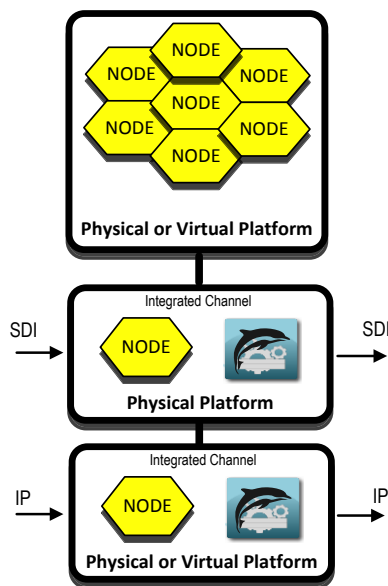 NODE
NODE
NODE
NODE
NODE
NODE
NODE
Physical or Virtual Platform
Integrated Channel
SDI
SDI
NODE
Physical Platform
Integrated Channel
IP
IP
NODE
Physical or Virtual Platform